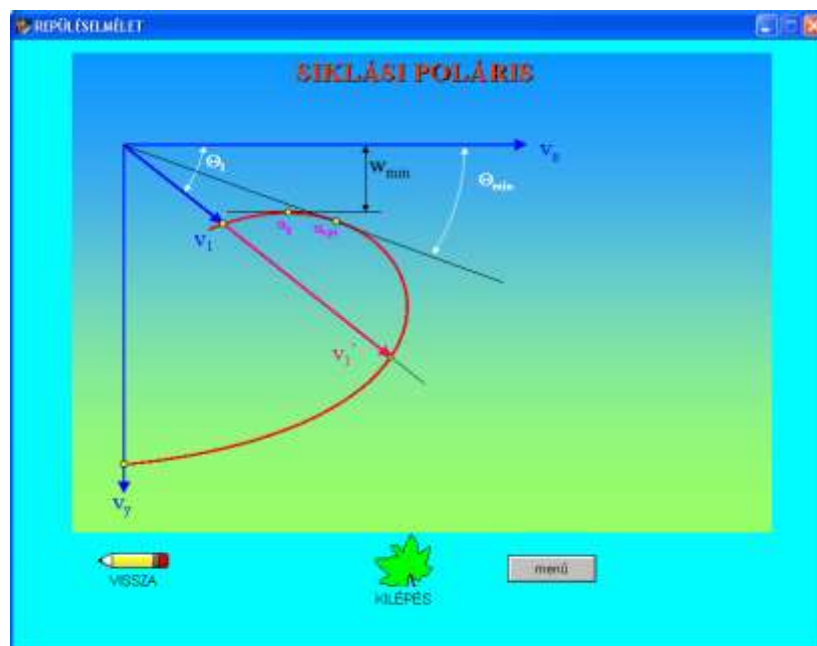 REPÜLÉSELMÉLET
SIKLÁSI POLÁRIS
vₓ
Θ₁
wmin
Θmin
v₁
v₁'
vy
VISSZA
KILÉPÉS
menü